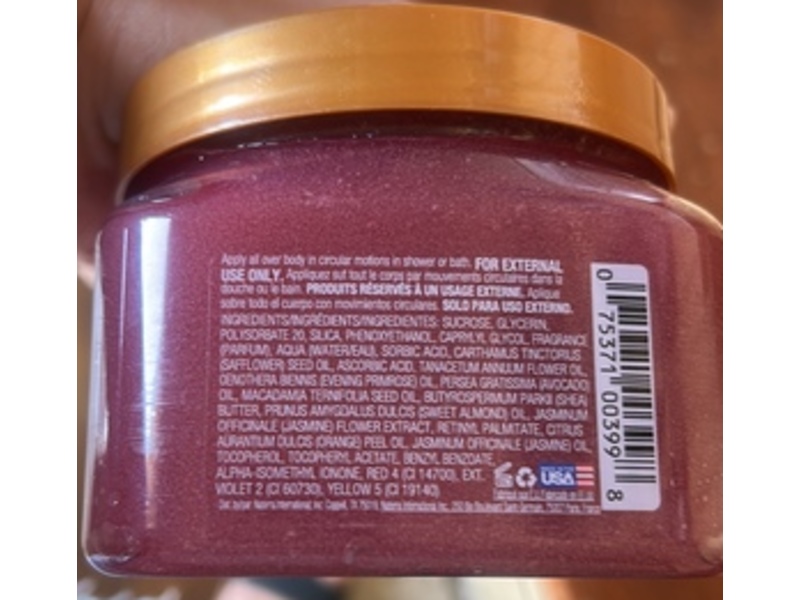 Apply all over body in circular motions in shower or bath. FOR EXTERNAL
USE ONLY. Appliquez sut tout le corps par mouvements circulaires dans la
douche ou le bain. PRODUITS RÉSERVÉS À UN USAGE EXTERNE. Aplique
sobre todo el cuerpo con movimientos circulares. SOLO PARA USO EXTERNO.
INGREDIENTS/INGRÉDIENTS/INGREDIENTES: SUCROSE, GLYCERIN,
POLYSORBATE 20, SILICA, PHENOXYETHANOL, CAPRYLYL GLYCOL, FRAGRANCE
(PARFUM), AQUA (WATER/EAU), SORBIC ACID, CARTHAMUS TINCTORIUS
(SAFFLOWER) SEED OIL, ASCORBIC ACID, TANACETUM ANNUUM FLOWER OIL,
OENOTHERA BIENNIS (EVENING PRIMROSE) OIL, PERSEA GRATISSIMA (AVOCADO)
OIL, MACADAMIA TERNIFOLIA SEED OIL, BUTYROSPERMUM PARKII (SHEA)
BUTTER, PRUNUS AMYGDALUS DULCIS (SWEET ALMOND) OIL, JASMINUM
OFFICINALE (JASMINE) FLOWER EXTRACT, RETINYL PALMITATE, CITRUS
AURANTIUM DULCIS (ORANGE) PEEL OIL, JASMINUM OFFICINALE (JASMINE) OIL,
TOCOPHEROL, TOCOPHERYL ACETATE, BENZYL BENZOATE,
ALPHA-ISOMETHYL IONONE, RED 4 (CI 14700), EXT.
VIOLET 2 (CI 60730), YELLOW 5 (CI 19140)
USA
0 75371 00399 8